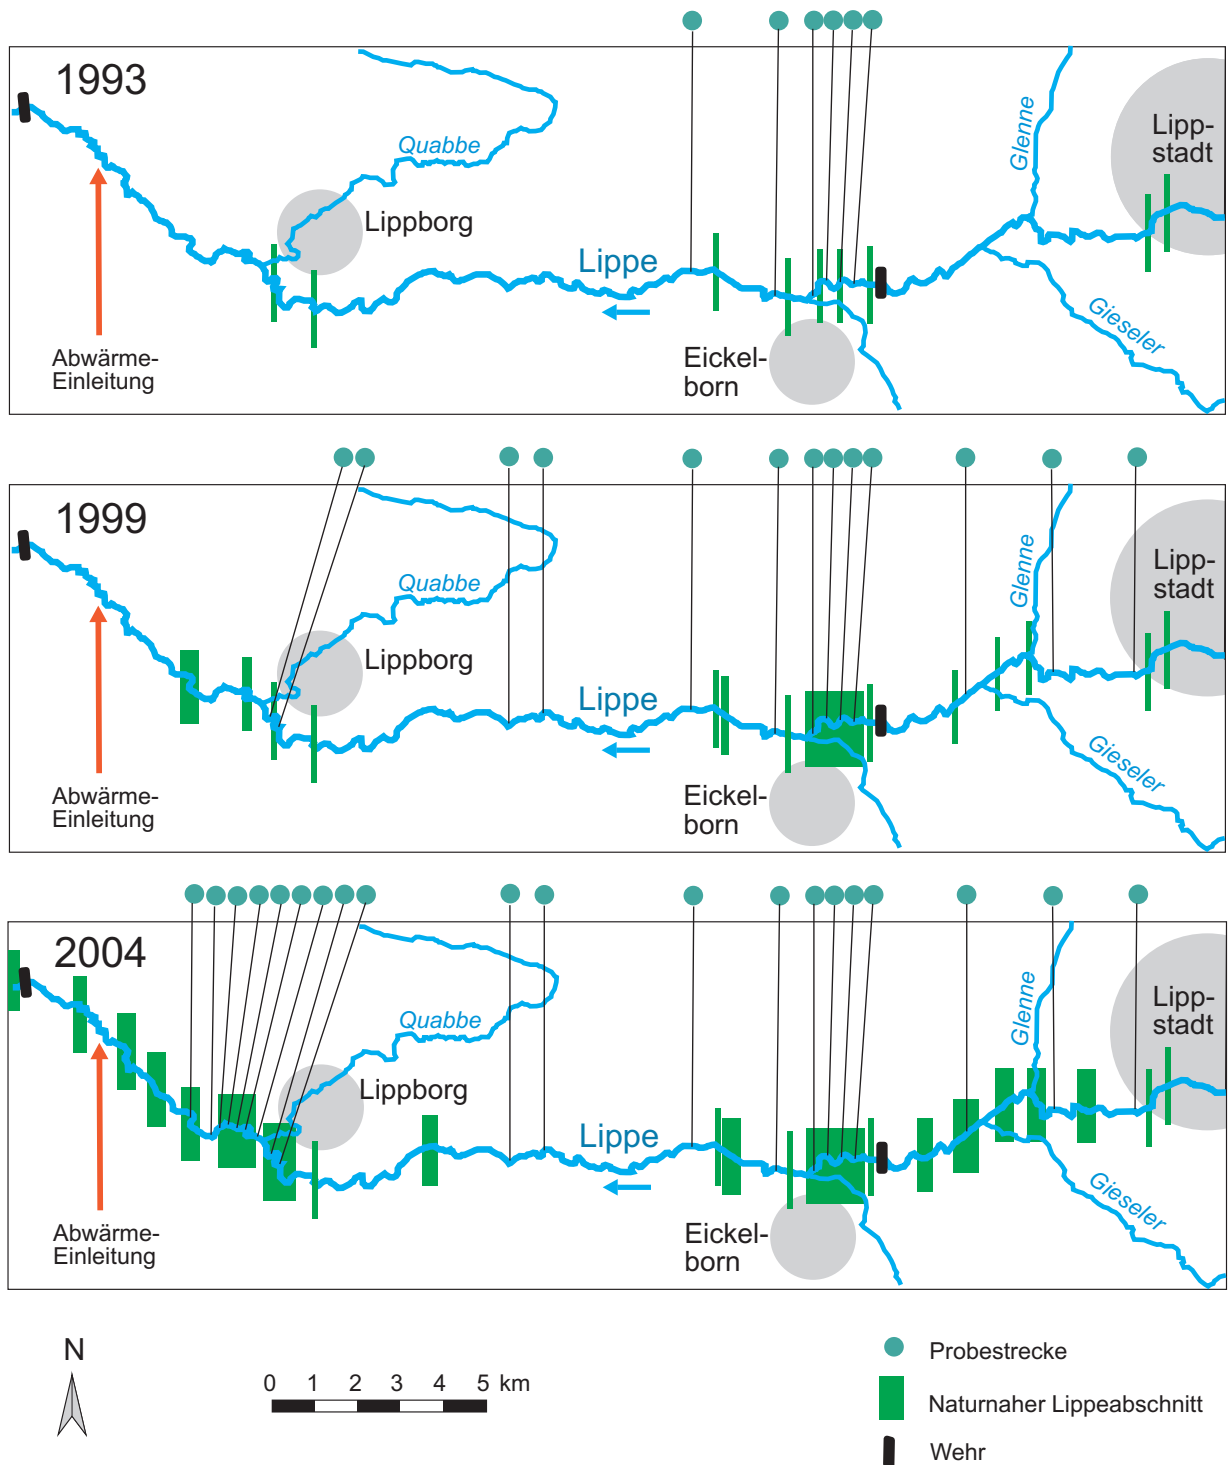 1993
Quabbe
Glenne
Lipp-
stadt
Lippborg
Lippe
Gieseler
Abwärme-
Einleitung
Eickel-
born
1999
Quabbe
Glenne
Lipp-
stadt
Lippborg
Lippe
Gieseler
Abwärme-
Einleitung
Eickel-
born
2004
Quabbe
Glenne
Lipp-
stadt
Lippborg
Lippe
Gieseler
Abwärme-
Einleitung
Eickel-
born
N
0 1 2 3 4 5 km
Probestrecke
Naturnaher Lippeabschnitt
Wehr